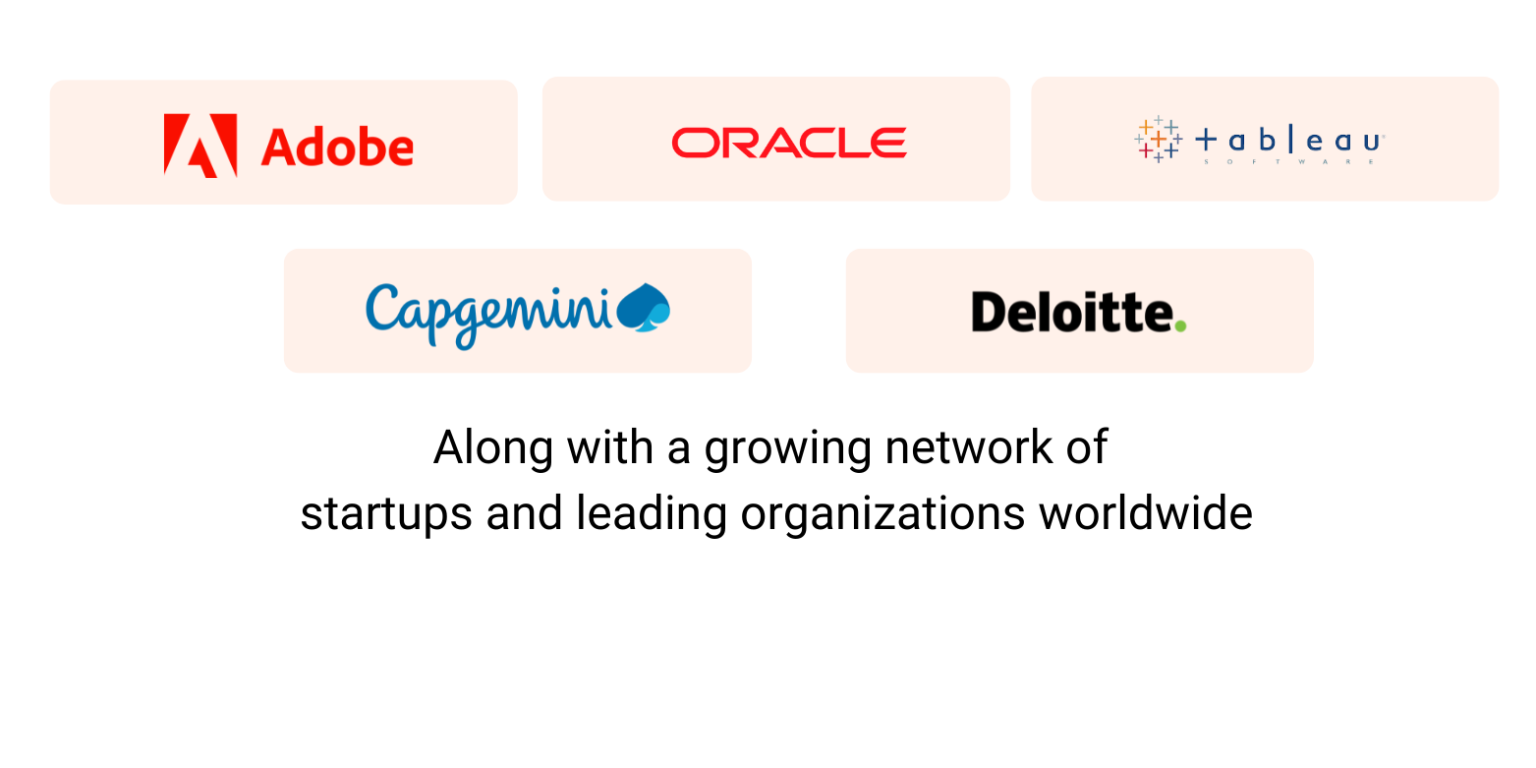 Adobe
ORACLE
+ableau
SOFTWARE
Capgemini
Deloitte.
Along with a growing network of
startups and leading organizations worldwide